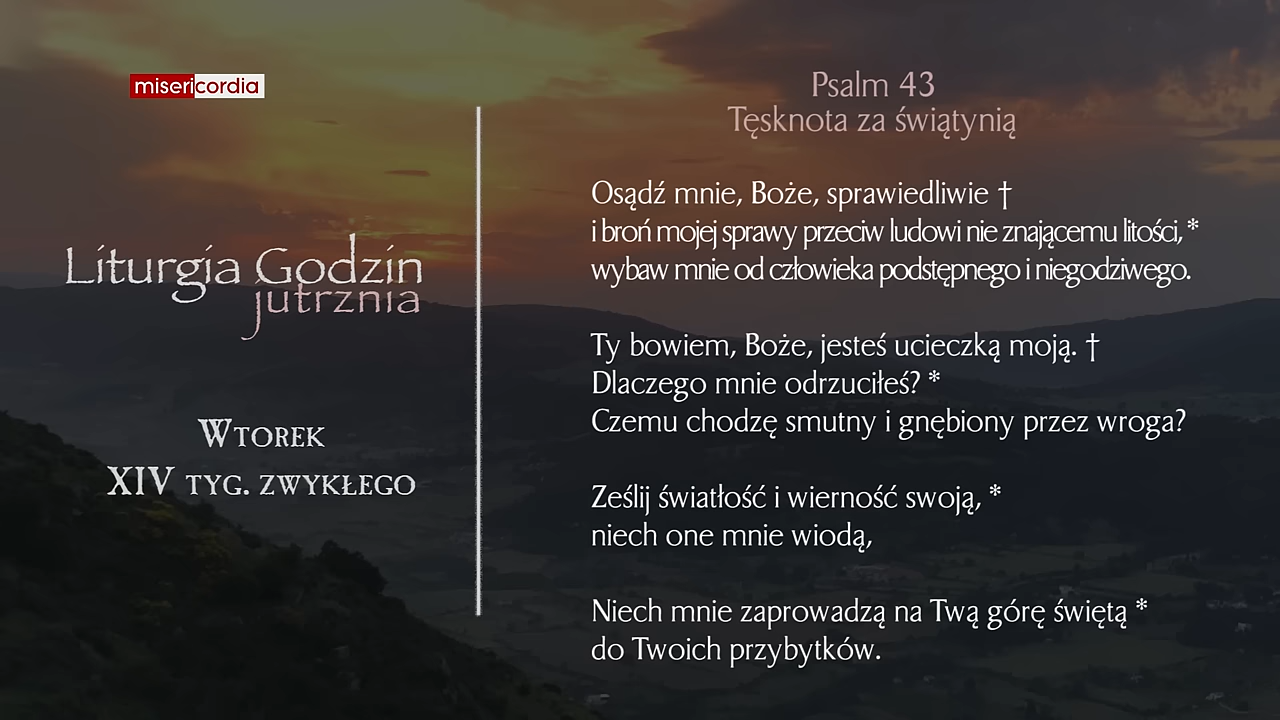 misericordia
Liturgia Godzin
jutrznia
Wtorek
XIV tyg. zwykłego
Psalm 43
Tęsknota za świątynią
Osądź mnie, Boże, sprawiedliwie †
i broń mojej sprawy przeciw ludowi nie znającemu litości, *
wybaw mnie od człowieka podstępnego i niegodziwego.
Ty bowiem, Boże, jesteś ucieczką moją. †
Dlaczego mnie odrzuciłeś? *
Czemu chodzę smutny i gnębiony przez wroga?
Ześlij światłość i wierność swoją, *
niech one mnie wiodą,
Niech mnie zaprowadzą na Twą górę świętą *
do Twoich przybytków.